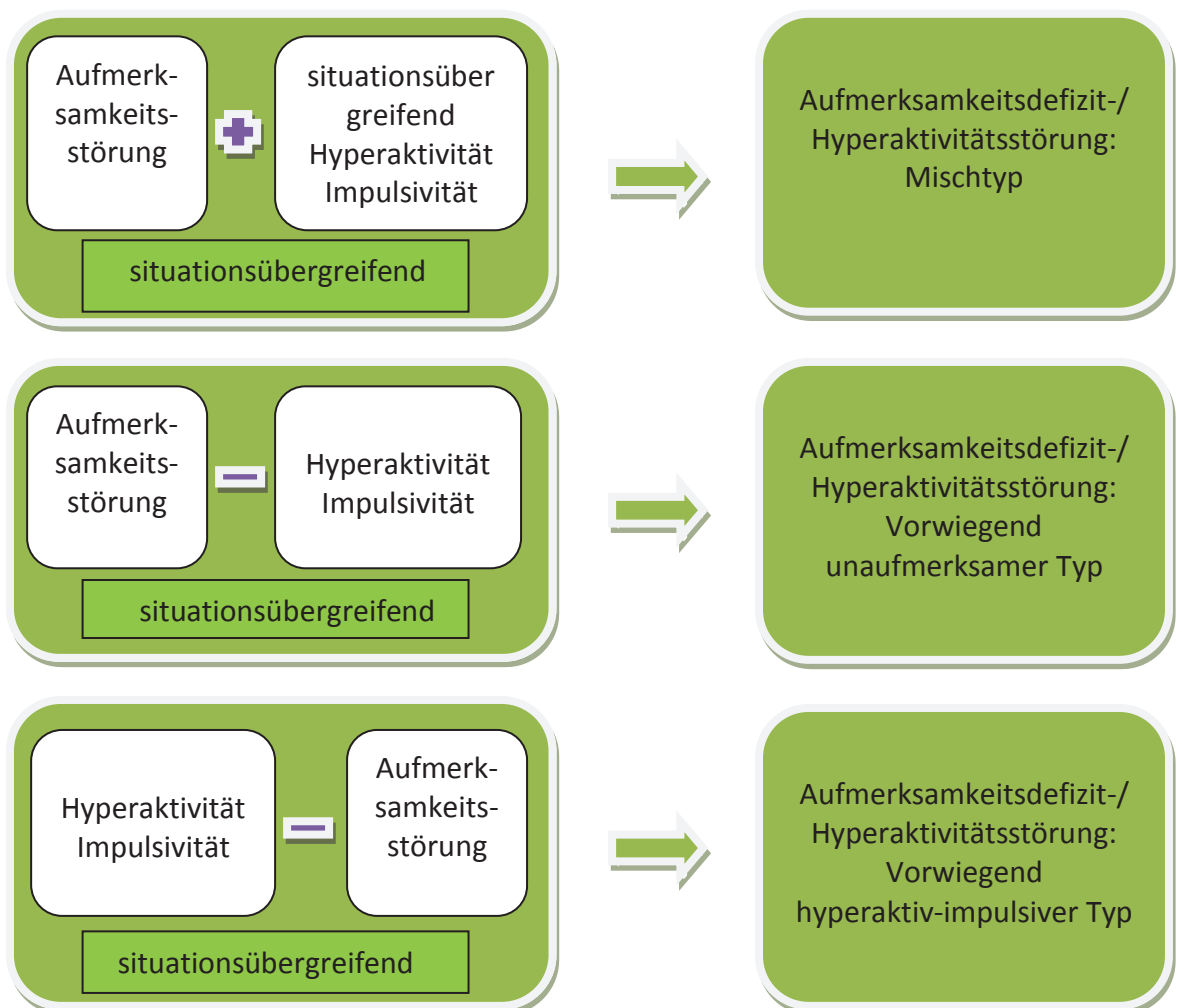 Aufmerk-
samkeits-
störung
situationsüber
greifend
Hyperaktivität
Impulsivität
situationsübergreifend
Aufmerksamkeitsdefizit-/
Hyperaktivitätsstörung:
Mischtyp
Aufmerk-
samkeits-
störung
Hyperaktivität
Impulsivität
situationsübergreifend
Aufmerksamkeitsdefizit-/
Hyperaktivitätsstörung:
Vorwiegend
unaufmerksamer Typ
Hyperaktivität
Impulsivität
Aufmerk-
samkeits-
störung
situationsübergreifend
Aufmerksamkeitsdefizit-/
Hyperaktivitätsstörung:
Vorwiegend
hyperaktiv-impulsiver Typ